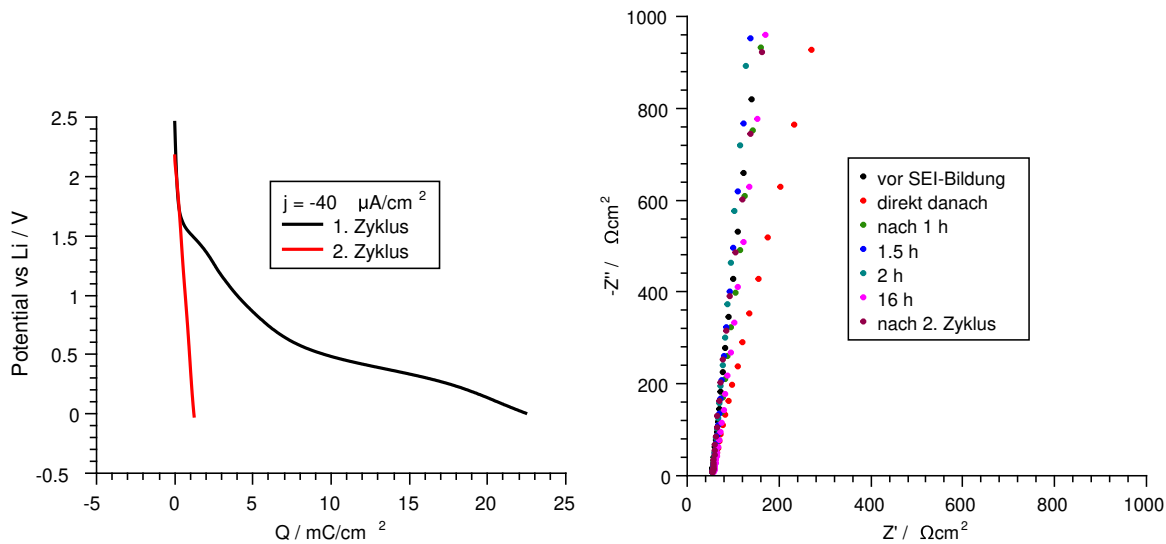 2.5
2
1.5
1
0.5
0
-0.5
-5
0
5
10
15
20
25
Potential vs Li / V
Q / mC/cm 2
j = -40 µA/cm 2
1. Zyklus
2. Zyklus
1000
800
600
400
200
0
0
200
400
600
800
1000
-Z'' / Ωcm²
Z' / Ωcm²
vor SEI-Bildung
direkt danach
nach 1 h
1.5 h
2 h
16 h
nach 2. Zyklus